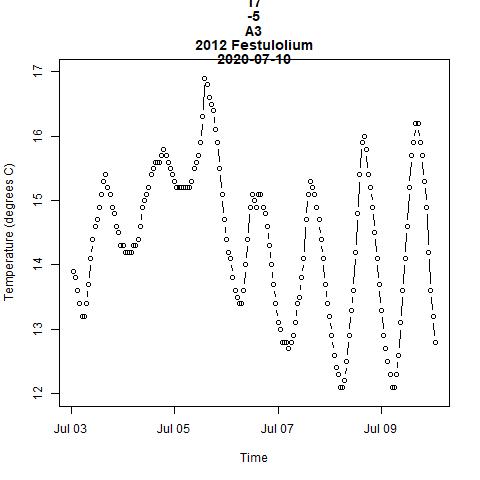 17
-5
A3
2012 Festulolium
2020-07-10
Temperature (degrees C)
17
16
15
14
13
12
Jul 03
Jul 05
Jul 07
Jul 09
Time